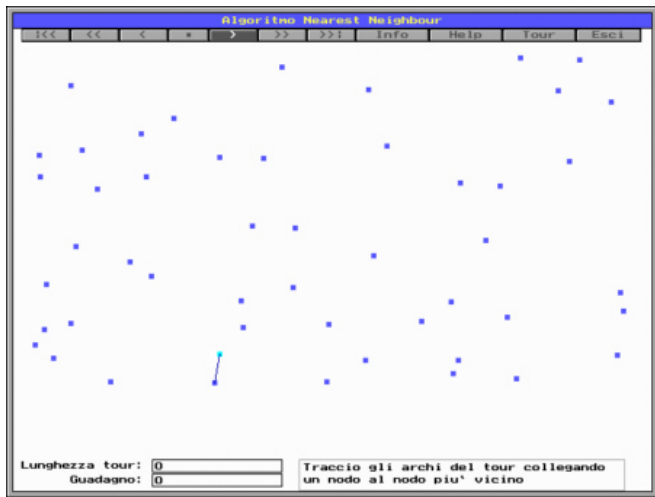 Algoritmo Nearest Neighbour
|<< << < ▪ > >> >>| Info Help Tour Esci
Lunghezza tour: 0
Guadagno: 0
Traccio gli archi del tour collegando
un nodo al nodo piu` vicino